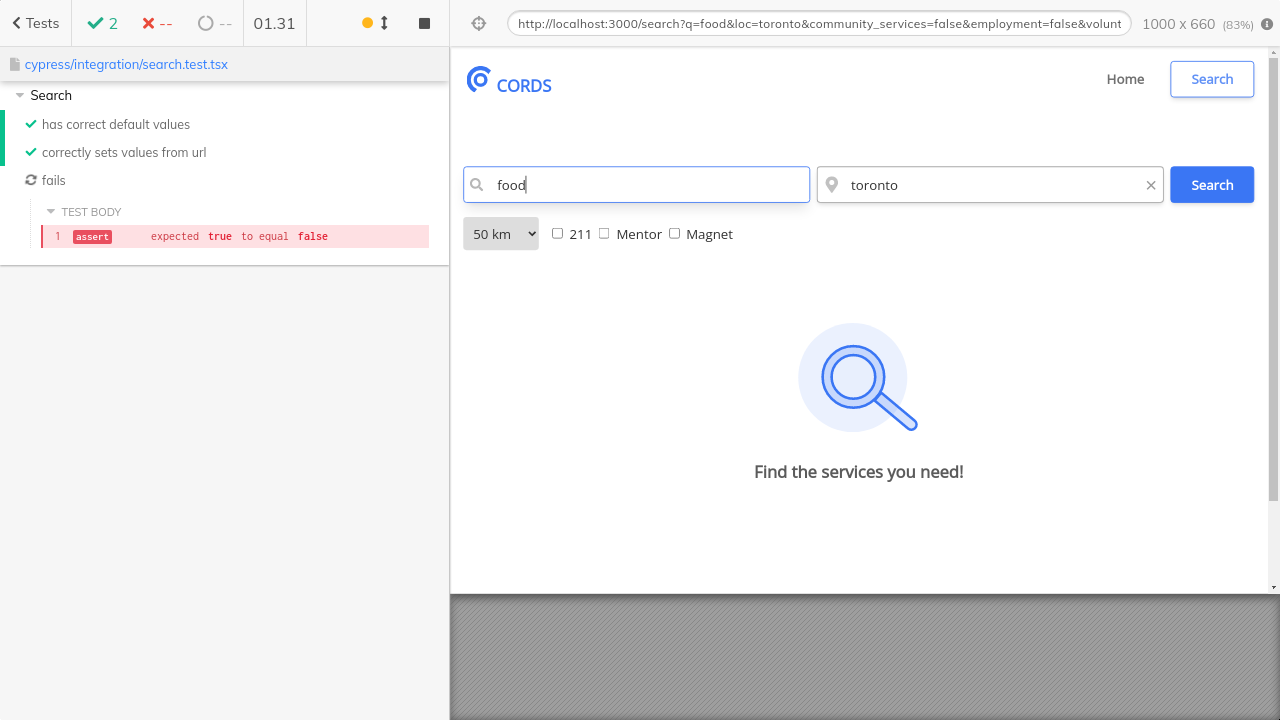 Tests 2 -- -- 01.31
cypress/integration/search.test.tsx
Search
has correct default values
correctly sets values from url
fails
TEST BODY
1 assert expected true to equal false
http://localhost:3000/search?q=food&loc=toronto&community_services=false&employment=false&volunt
1000 x 660 (83%)
CORDS
Home
Search
food
toronto
Search
50 km
211
Mentor
Magnet
Find the services you need!